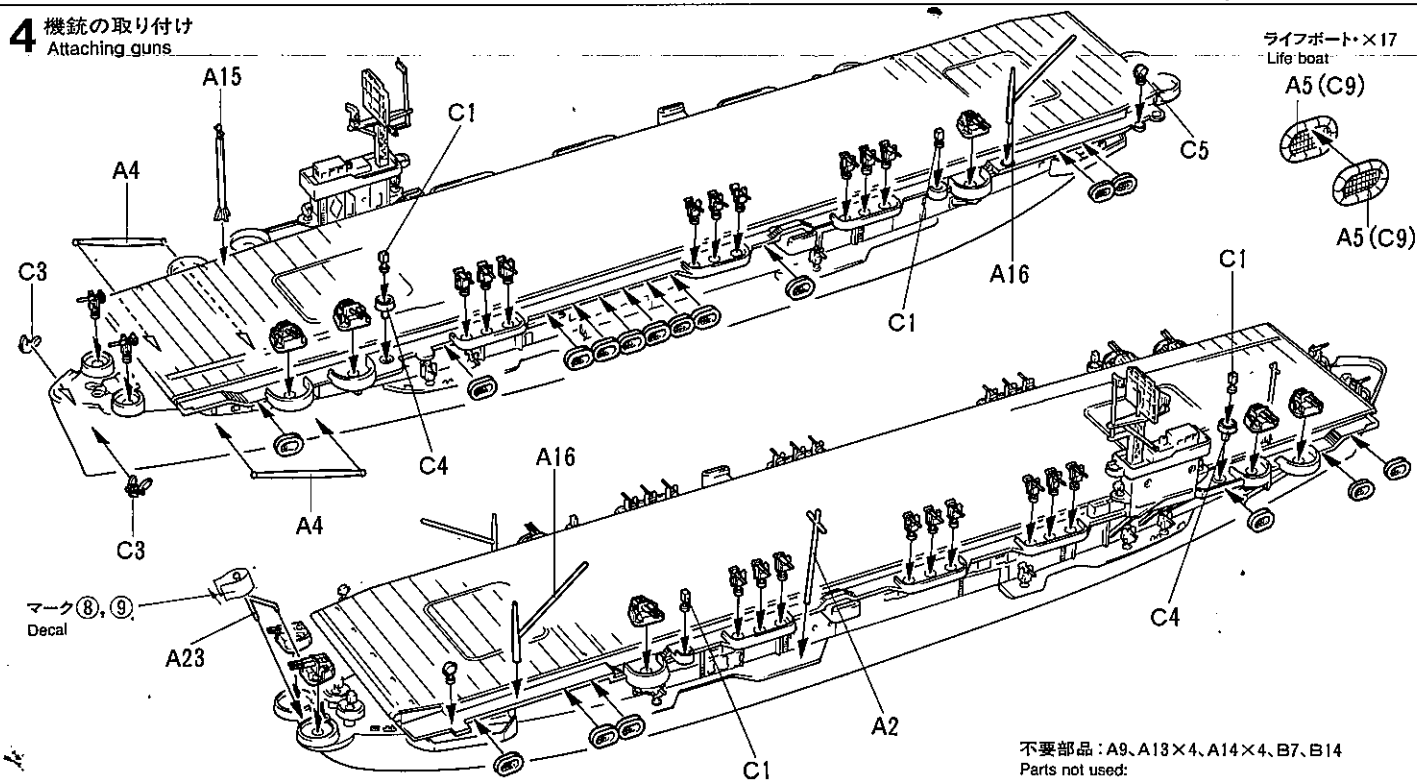 4 機銃の取り付け
Attaching guns
ライフボート・×17
Life boat
A5(C9)
A15
C1
A4
C5
A5(C9)
C3
A16
C1
C1
C4
A16
A4
C3
マーク⑧,⑨
Decal
C4
A23
A2
C1
不要部品:A9、A13×4、A14×4、B7、B14
Parts not used: